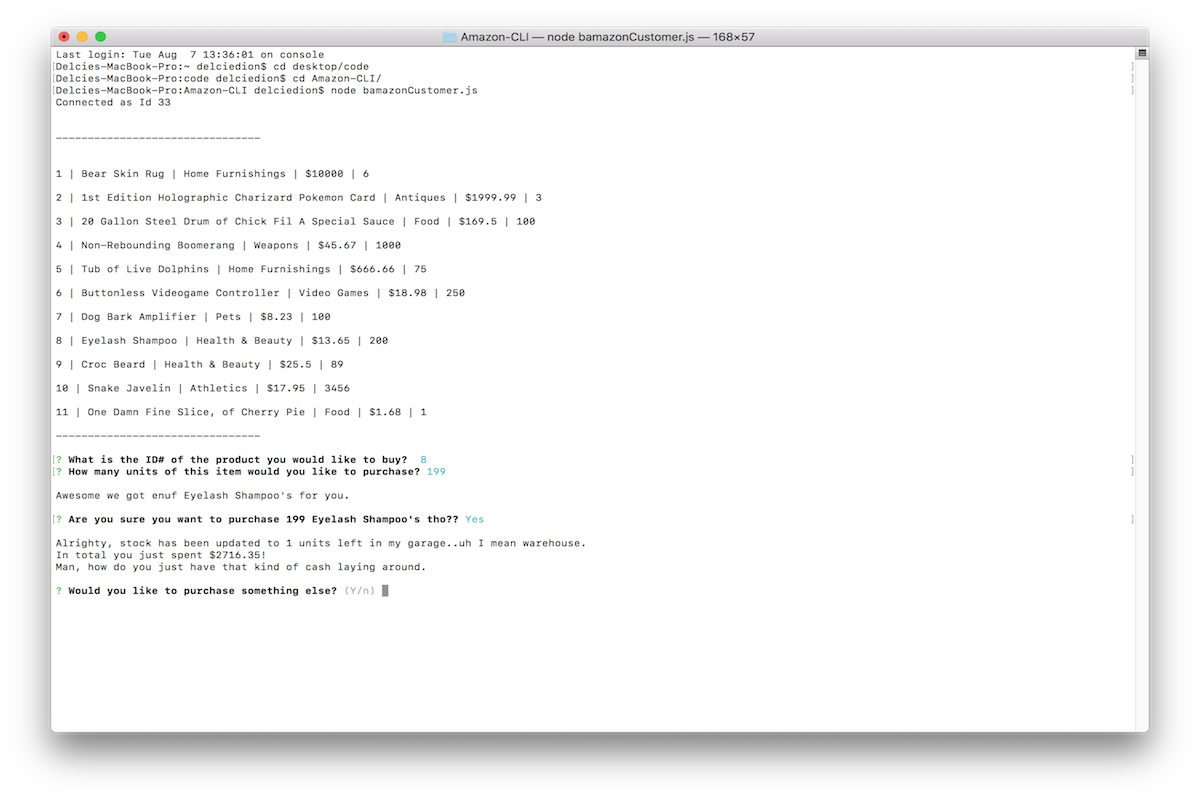 Amazon-CLI — node bamazonCustomer.js — 168×57
Last login: Tue Aug  7 13:36:01 on console
[Delcies-MacBook-Pro:~ delciedion$ cd desktop/code ]
[Delcies-MacBook-Pro:code delciedion$ cd Amazon-CLI/ ]
[Delcies-MacBook-Pro:Amazon-CLI delciedion$ node bamazonCustomer.js ]
Connected as Id 33
--------------------------------
1 | Bear Skin Rug | Home Furnishings | $10000 | 6
2 | 1st Edition Holographic Charizard Pokemon Card | Antiques | $1999.99 | 3
3 | 20 Gallon Steel Drum of Chick Fil A Special Sauce | Food | $169.5 | 100
4 | Non-Rebounding Boomerang | Weapons | $45.67 | 1000
5 | Tub of Live Dolphins | Home Furnishings | $666.66 | 75
6 | Buttonless Videogame Controller | Video Games | $18.98 | 250
7 | Dog Bark Amplifier | Pets | $8.23 | 100
8 | Eyelash Shampoo | Health & Beauty | $13.65 | 200
9 | Croc Beard | Health & Beauty | $25.5 | 89
10 | Snake Javelin | Athletics | $17.95 | 3456
11 | One Damn Fine Slice, of Cherry Pie | Food | $1.68 | 1
--------------------------------
[? What is the ID# of the product you would like to buy?  8 ]
[? How many units of this item would you like to purchase? 199 ]
Awesome we got enuf Eyelash Shampoo's for you.
[? Are you sure you want to purchase 199 Eyelash Shampoo's tho?? Yes ]
Alrighty, stock has been updated to 1 units left in my garage..uh I mean warehouse.
In total you just spent $2716.35!
Man, how do you just have that kind of cash laying around.
? Would you like to purchase something else? (Y/n)